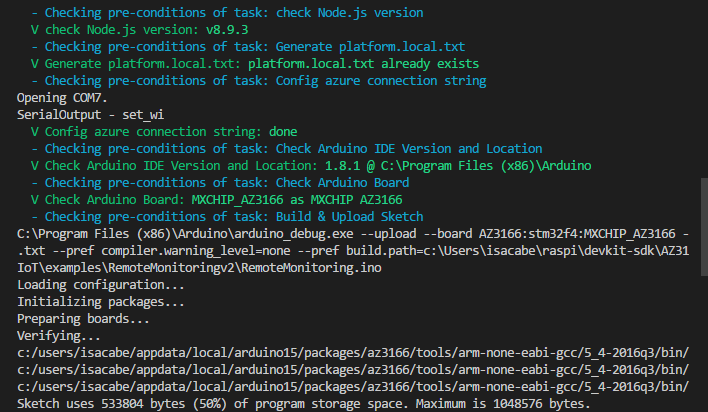 - Checking pre-conditions of task: check Node.js version
V check Node.js version: v8.9.3
- Checking pre-conditions of task: Generate platform.local.txt
V Generate platform.local.txt: platform.local.txt already exists
- Checking pre-conditions of task: Config azure connection string
Opening COM7.
SerialOutput - set_wi
V Config azure connection string: done
- Checking pre-conditions of task: Check Arduino IDE Version and Location
V Check Arduino IDE Version and Location: 1.8.1 @ C:\Program Files (x86)\Arduino
- Checking pre-conditions of task: Check Arduino Board
V Check Arduino Board: MXCHIP_AZ3166 as MXCHIP AZ3166
- Checking pre-conditions of task: Build & Upload Sketch
C:\Program Files (x86)\Arduino\arduino_debug.exe --upload --board AZ3166:stm32f4:MXCHIP_AZ3166 -
.txt --pref compiler.warning_level=none --pref build.path=c:\Users\isacabe\raspi\devkit-sdk\AZ31
IoT\examples\RemoteMonitoringv2\RemoteMonitoring.ino
Loading configuration...
Initializing packages...
Preparing boards...
Verifying...
c:/users/isacabe/appdata/local/arduino15/packages/az3166/tools/arm-none-eabi-gcc/5_4-2016q3/bin/
c:/users/isacabe/appdata/local/arduino15/packages/az3166/tools/arm-none-eabi-gcc/5_4-2016q3/bin/
c:/users/isacabe/appdata/local/arduino15/packages/az3166/tools/arm-none-eabi-gcc/5_4-2016q3/bin/
Sketch uses 533804 bytes (50%) of program storage space. Maximum is 1048576 bytes.